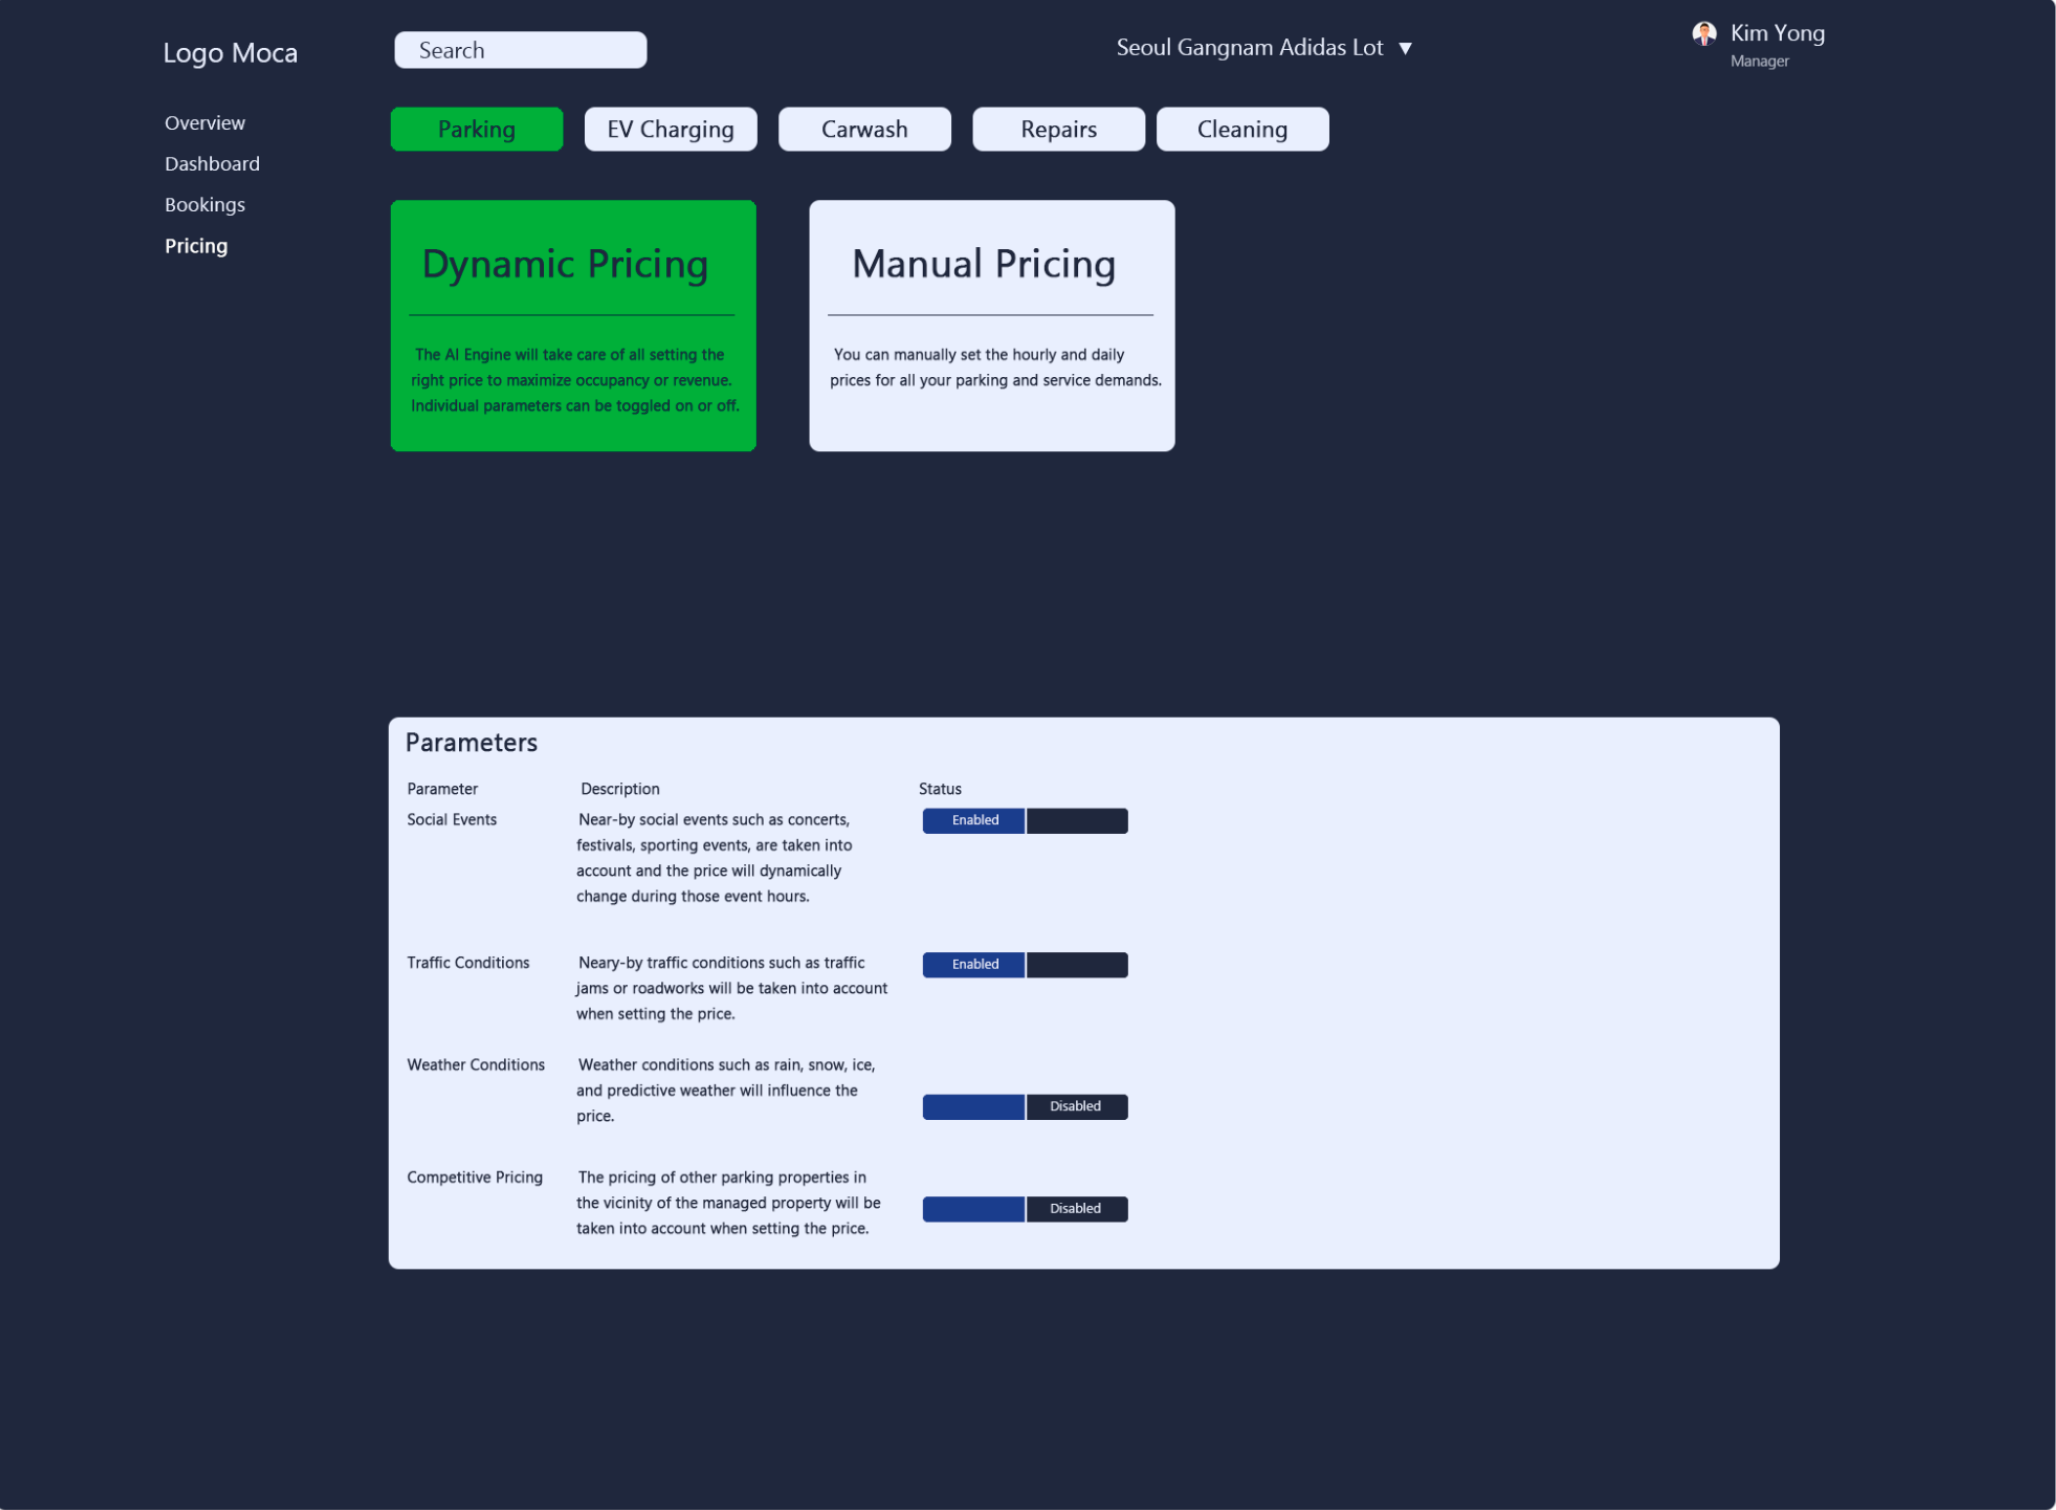 Logo Moca
Search
Seoul Gangnam Adidas Lot ▼
Kim Yong
Manager
Overview
Dashboard
Bookings
Pricing
Parking
EV Charging
Carwash
Repairs
Cleaning
Dynamic Pricing
The AI Engine will take care of all setting the
right price to maximize occupancy or revenue.
Individual parameters can be toggled on or off.
Manual Pricing
You can manually set the hourly and daily
prices for all your parking and service demands.
Parameters
Parameter Description Status
Social Events
Near-by social events such as concerts,
festivals, sporting events, are taken into
account and the price will dynamically
change during those event hours.
Enabled
Traffic Conditions
Neary-by traffic conditions such as traffic
jams or roadworks will be taken into account
when setting the price.
Enabled
Weather Conditions
Weather conditions such as rain, snow, ice,
and predictive weather will influence the
price.
Disabled
Competitive Pricing
The pricing of other parking properties in
the vicinity of the managed property will be
taken into account when setting the price.
Disabled